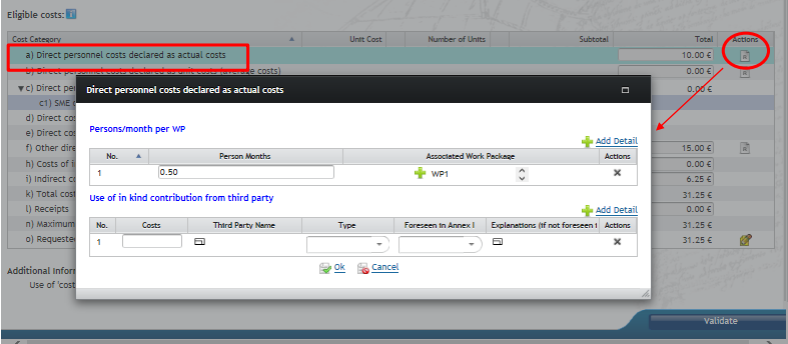 Eligible costs:
Cost Category ▲ Unit Cost Number of Units Subtotal Total Actions
a) Direct personnel costs declared as actual costs 10.00 €
b) Direct personnel costs declared as unit costs (average costs) 0.00 €
▼c) Direct per 0.00 €
c1) SME
d) Direct cos
e) Direct cos
f) Other dire 15.00 €
h) Costs of i 0.00 €
i) Indirect co 6.25 €
k) Total cost 31.25 €
l) Receipts 0.00 €
n) Maximum 31.25 €
o) Requeste 31.25 €
Direct personnel costs declared as actual costs
Persons/month per WP
Add Detail
No. ▲ Person Months Associated Work Package Actions
1 0.50 WP1 ✖
Use of in kind contribution from third party
Add Detail
No. Costs Third Party Name Type Foreseen in Annex I Explanations (if not foreseen i Actions
1 ✖
Ok Cancel
Additional Inforr
Use of 'cost
Validate